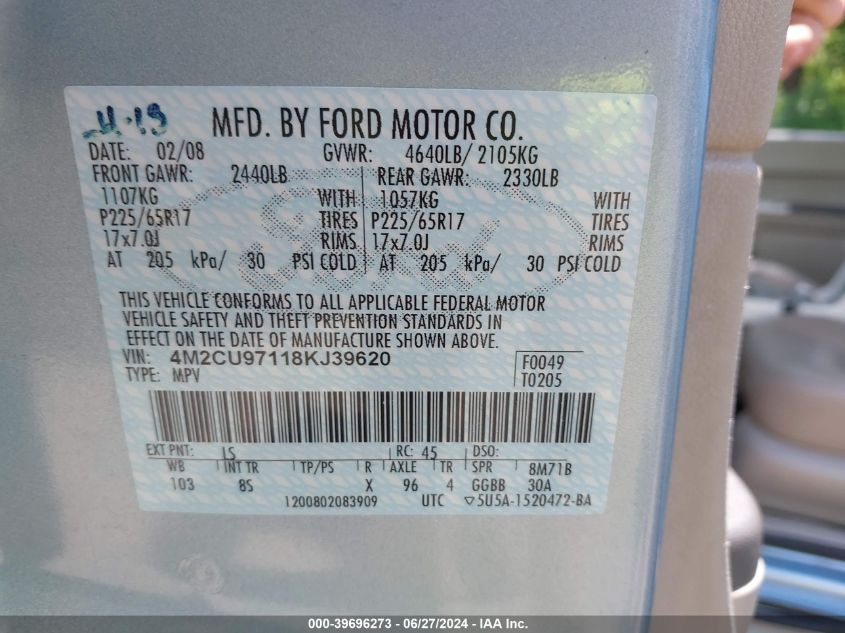 MFD. BY FORD MOTOR CO.
DATE: 02/08 GVWR: 4640LB/ 2105KG
FRONT GAWR: 2440LB REAR GAWR: 2330LB
1107KG WITH 1057KG WITH
P225/65R17 TIRES P225/65R17 TIRES
17x7.0J RIMS 17x7.0J RIMS
AT 205 kPa/ 30 PSI COLD AT 205 kPa/ 30 PSI COLD
THIS VEHICLE CONFORMS TO ALL APPLICABLE FEDERAL MOTOR
VEHICLE SAFETY AND THEFT PREVENTION STANDARDS IN
EFFECT ON THE DATE OF MANUFACTURE SHOWN ABOVE.
VIN: 4M2CU97118KJ39620 F0049
TYPE: MPV T0205
EXT PNT: LS RC: 45 DSO:
WB INT TR TP/PS R AXLE TR SPR 8M71B
103 8S X 96 4 GGBB 30A
1200802083909 UTC ▽5U5A-1520472-BA
000-39696273 - 06/27/2024 - IAA Inc.